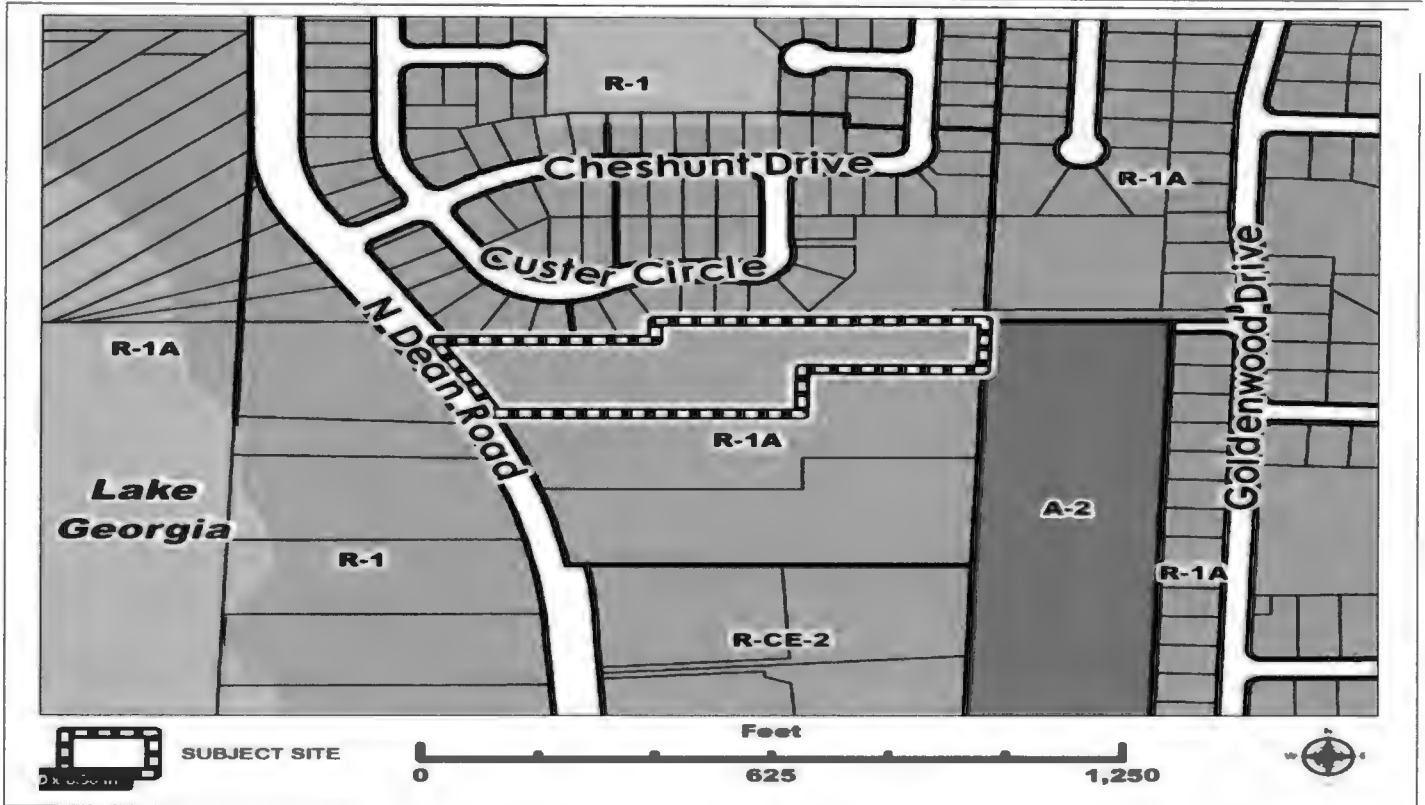 R-1
Cheshunt Drive
R-1A
Custer Circle
Goldenwood Drive
N Dean Road
R-1A
R-1A
Lake
Georgia
A-2
R-1
R-1A
R-CE-2
SUBJECT SITE
Feet
0
625
1,250
N
W
E
S